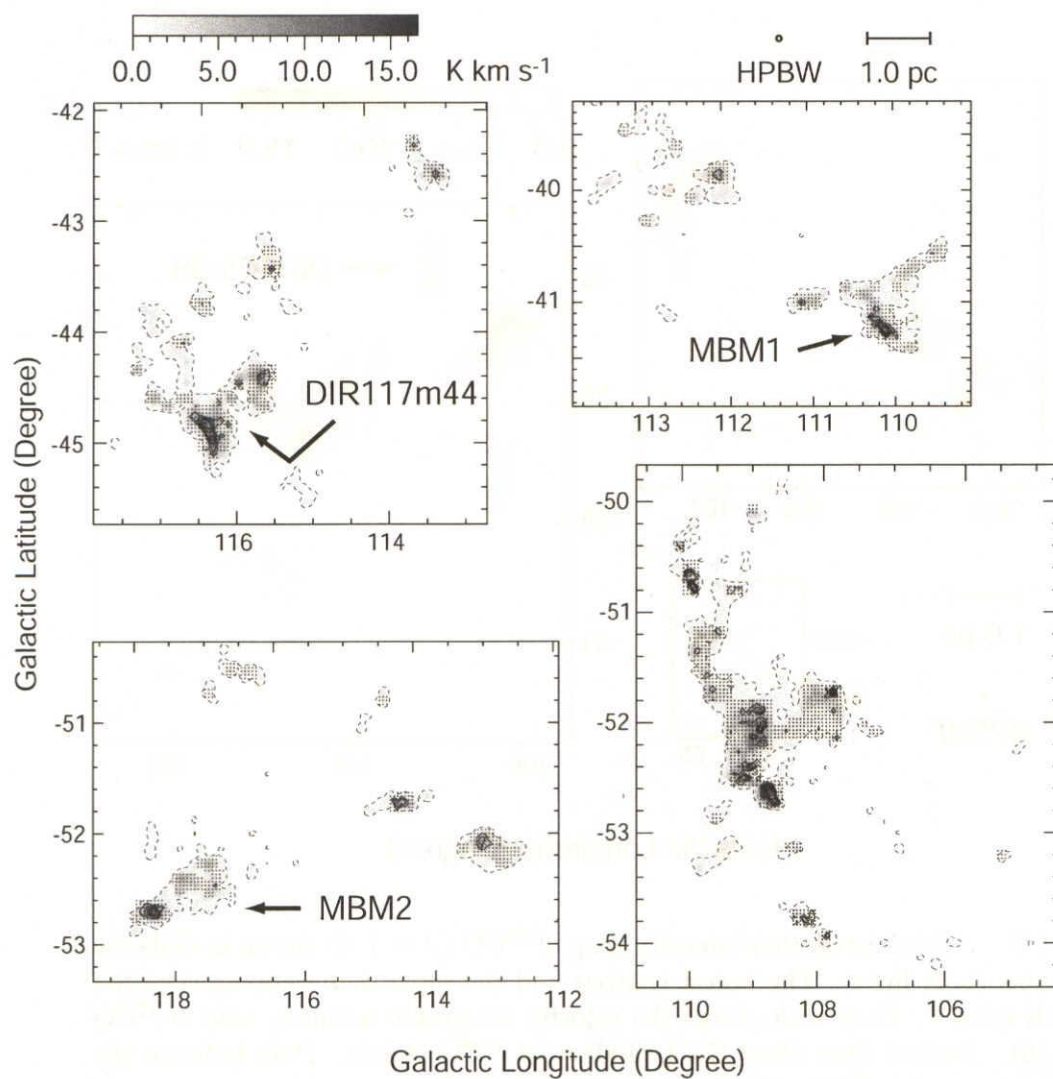 0.0 5.0 10.0 15.0 K km s-1
HPBW 1.0 pc
-42
-43
-44
-45
DIR117m44
116 114
-40
-41
MBM1
113 112 111 110
Galactic Latitude (Degree)
-51
-52
-53
MBM2
118 116 114 112
-50
-51
-52
-53
-54
110 108 106 104
Galactic Longitude (Degree)